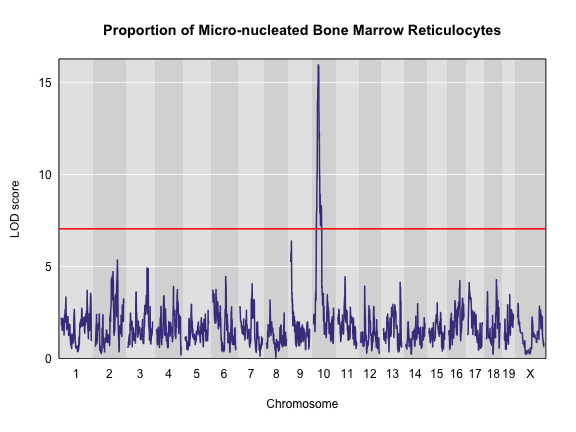 Proportion of Micro-nucleated Bone Marrow Reticulocytes
15
10
5
0
LOD score
1 2 3 4 5 6 7 8 9 10 11 12 13 14 15 16 17 18 19 X
Chromosome